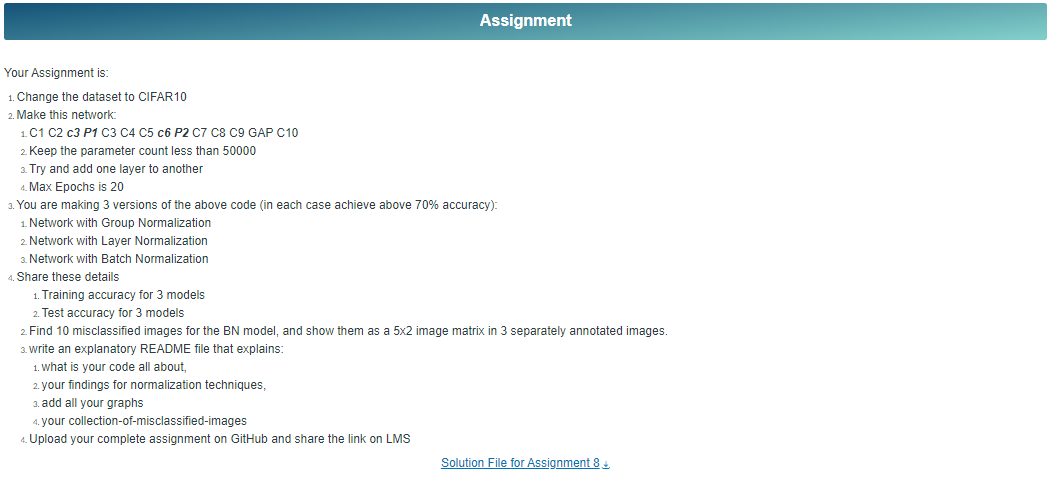 Assignment
Your Assignment is:
1. Change the dataset to CIFAR10
2. Make this network:
1. C1 C2 c3 P1 C3 C4 C5 c6 P2 C7 C8 C9 GAP C10
2. Keep the parameter count less than 50000
3. Try and add one layer to another
4. Max Epochs is 20
3. You are making 3 versions of the above code (in each case achieve above 70% accuracy):
1. Network with Group Normalization
2. Network with Layer Normalization
3. Network with Batch Normalization
4. Share these details
1. Training accuracy for 3 models
2. Test accuracy for 3 models
2. Find 10 misclassified images for the BN model, and show them as a 5x2 image matrix in 3 separately annotated images.
3. write an explanatory README file that explains:
1. what is your code all about,
2. your findings for normalization techniques,
3. add all your graphs
4. your collection-of-misclassified-images
4. Upload your complete assignment on GitHub and share the link on LMS
Solution File for Assignment 8 ↓